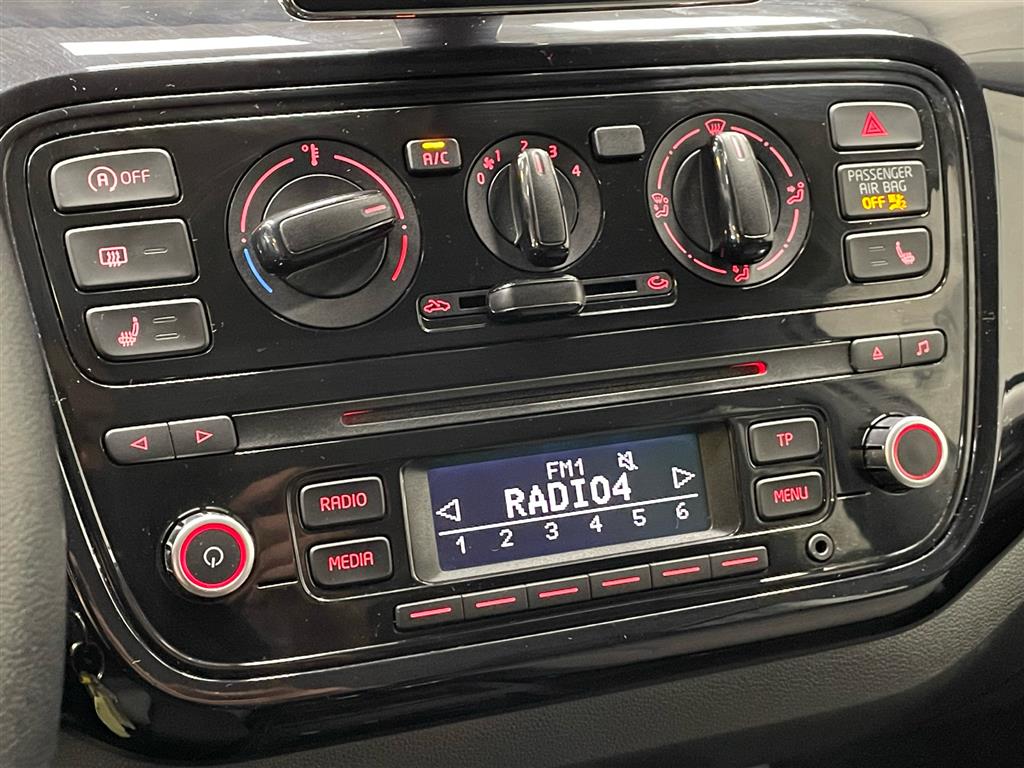 (A) OFF
A/C
0 1 2 3 4
PASSENGER
AIR BAG
OFF
TP
FM1
RADIO
RADIO4
MENU
1 2 3 4 5 6
MEDIA